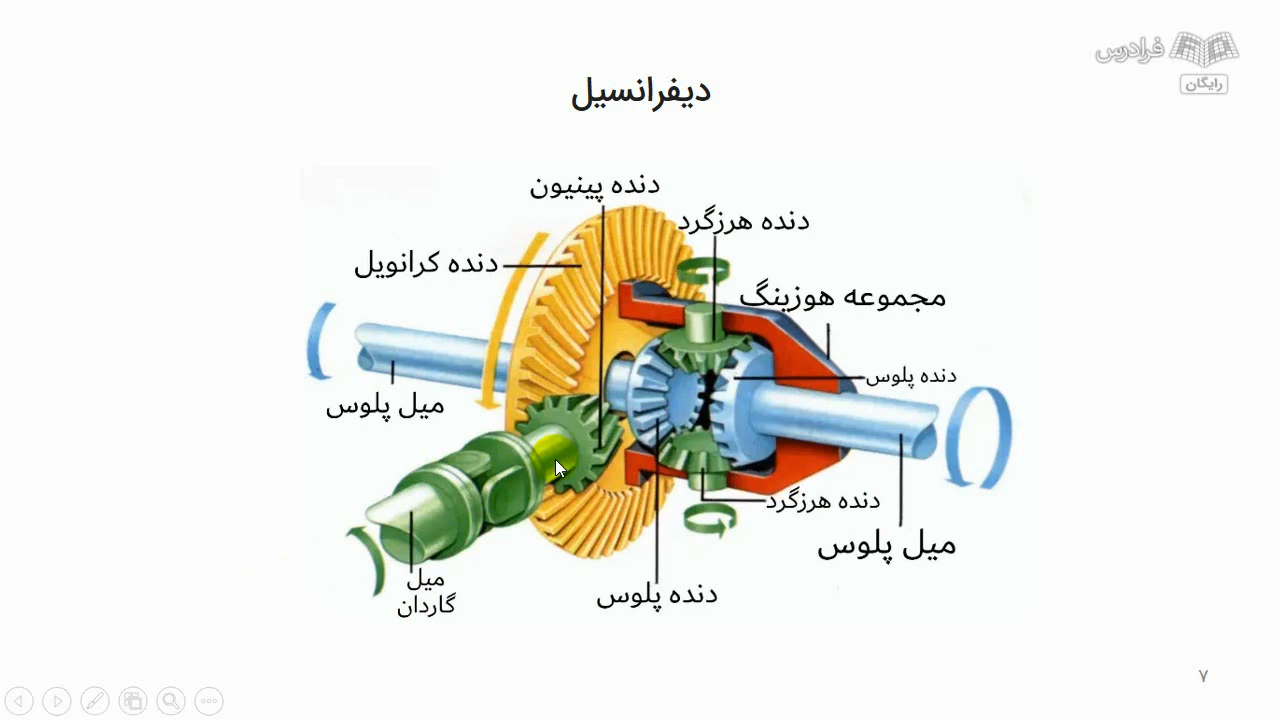 فرادرس
رایگان
دیفرانسیل
دنده پینیون
دنده هرزگرد
دنده کرانویل
مجموعه هوزینگ
دنده پلوس
میل پلوس
دنده هرزگرد
میل پلوس
میل
گاردان
دنده پلوس
۷